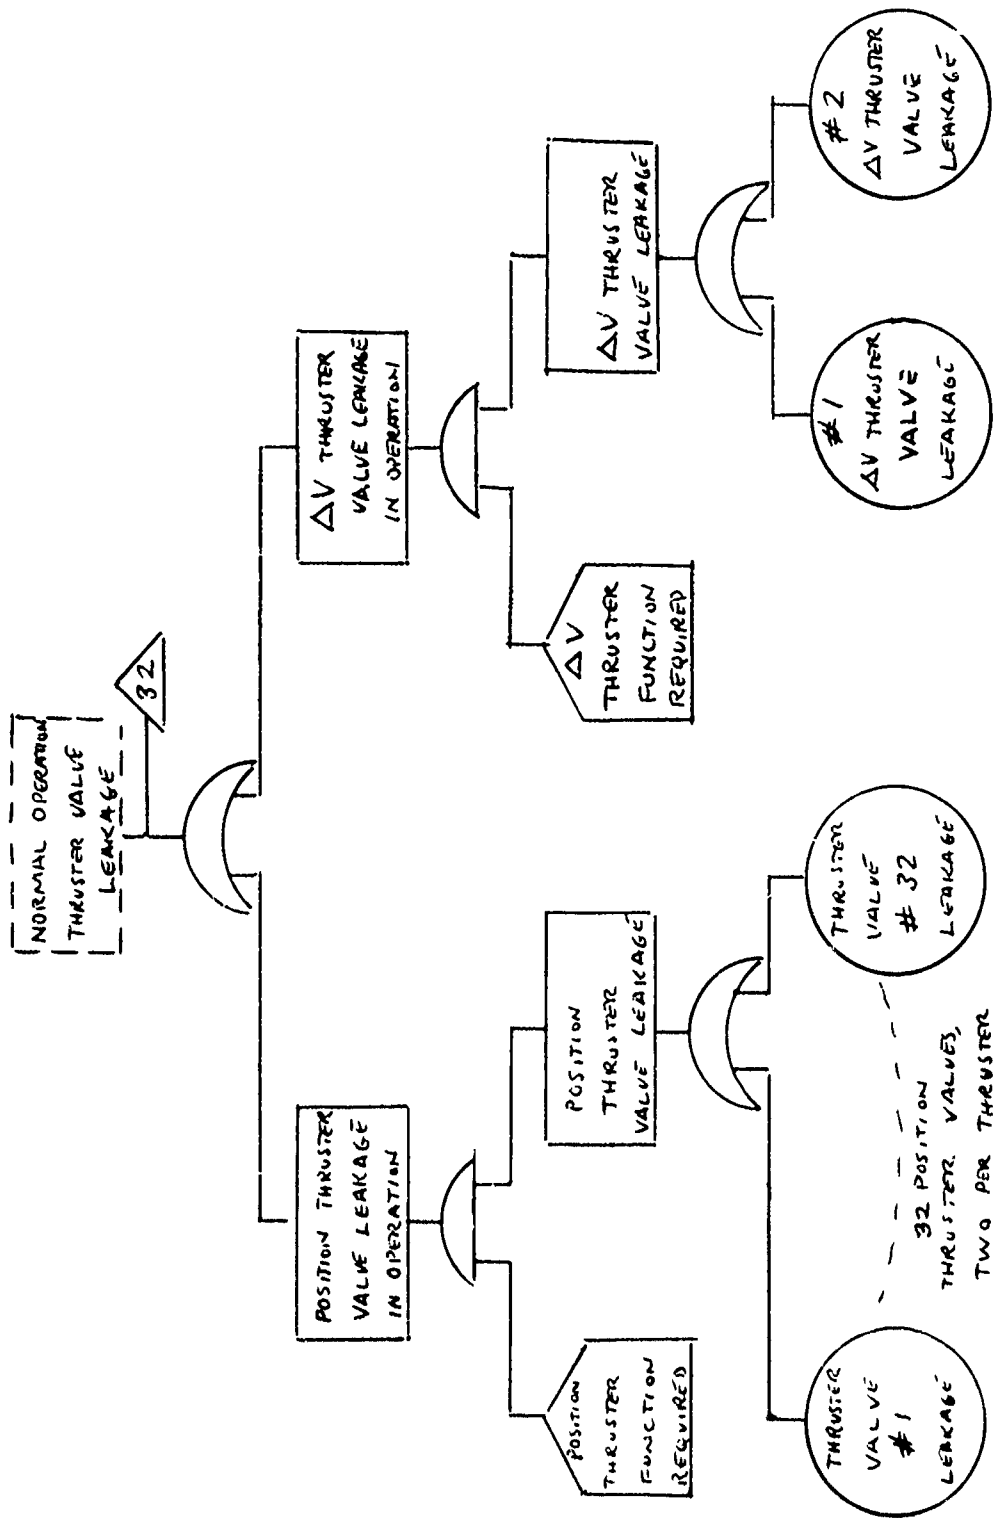 NORMAL OPERATION
THRUSTER VALVE
LEAKAGE
32
POSITION THRUSTER
VALVE LEAKAGE
IN OPERATION
ΔV THRUSTER
VALVE LEAKAGE
IN OPERATION
POSITION
THRUSTER
FUNCTION
REQUIRED
POSITION
THRUSTER
VALVE LEAKAGE
ΔV
THRUSTER
FUNCTION
REQUIRED
ΔV THRUSTER
VALVE LEAKAGE
THRUSTER
VALVE
# 1
LEAKAGE
32 POSITION
THRUSTER VALVES,
TWO PER THRUSTER
THRUSTER
VALVE
# 32
LEAKAGE
# 1
ΔV THRUSTER
VALVE
LEAKAGE
# 2
ΔV THRUSTER
VALVE
LEAKAGE